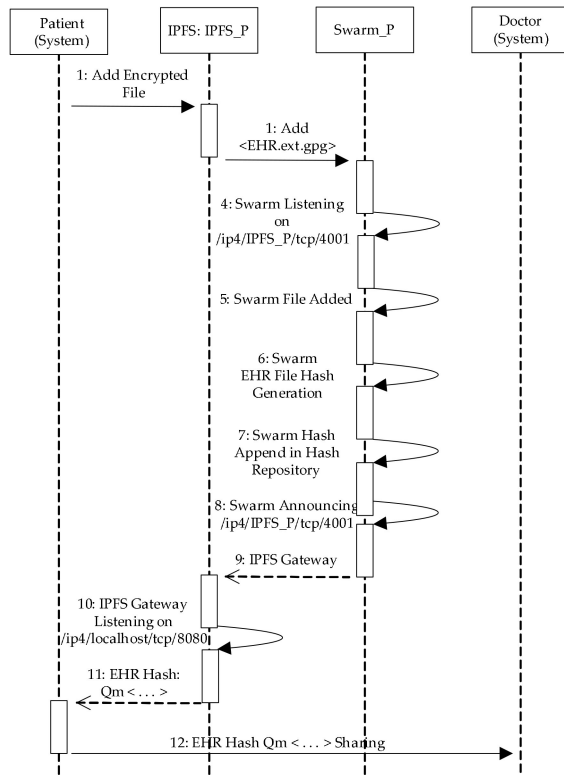 Patient
(System)
IPFS: IPFS_P
Swarm_P
Doctor
(System)
1: Add Encrypted
File
1: Add
<EHR.ext.gpg>
4: Swarm Listening
on
/ip4/IPFS_P/tcp/4001
5: Swarm File Added
6: Swarm
EHR File Hash
Generation
7: Swarm Hash
Append in Hash
Repository
8: Swarm Announcing
/ip4/IPFS_P/tcp/4001
9: IPFS Gateway
10: IPFS Gateway
Listening on
/ip4/localhost/tcp/8080
11: EHR Hash:
Qm < . . . >
12: EHR Hash Qm < . . . > Sharing